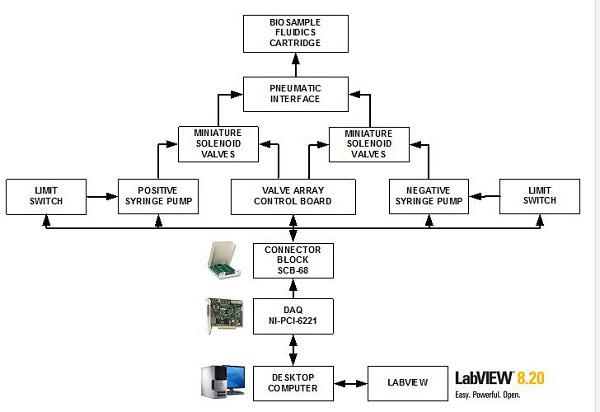 BIOSAMPLE
FLUIDICS
CARTRIDGE
PNEUMATIC
INTERFACE
MINIATURE
SOLENOID
VALVES
MINIATURE
SOLENOID
VALVES
LIMIT
SWITCH
POSITIVE
SYRINGE PUMP
VALVE ARRAY
CONTROL BOARD
NEGATIVE
SYRINGE PUMP
LIMIT
SWITCH
CONNECTOR
BLOCK
SCB-68
DAQ
NI-PCI-6221
DESKTOP
COMPUTER
LABVIEW
LabVIEW™ 8.20
Easy. Powerful. Open.